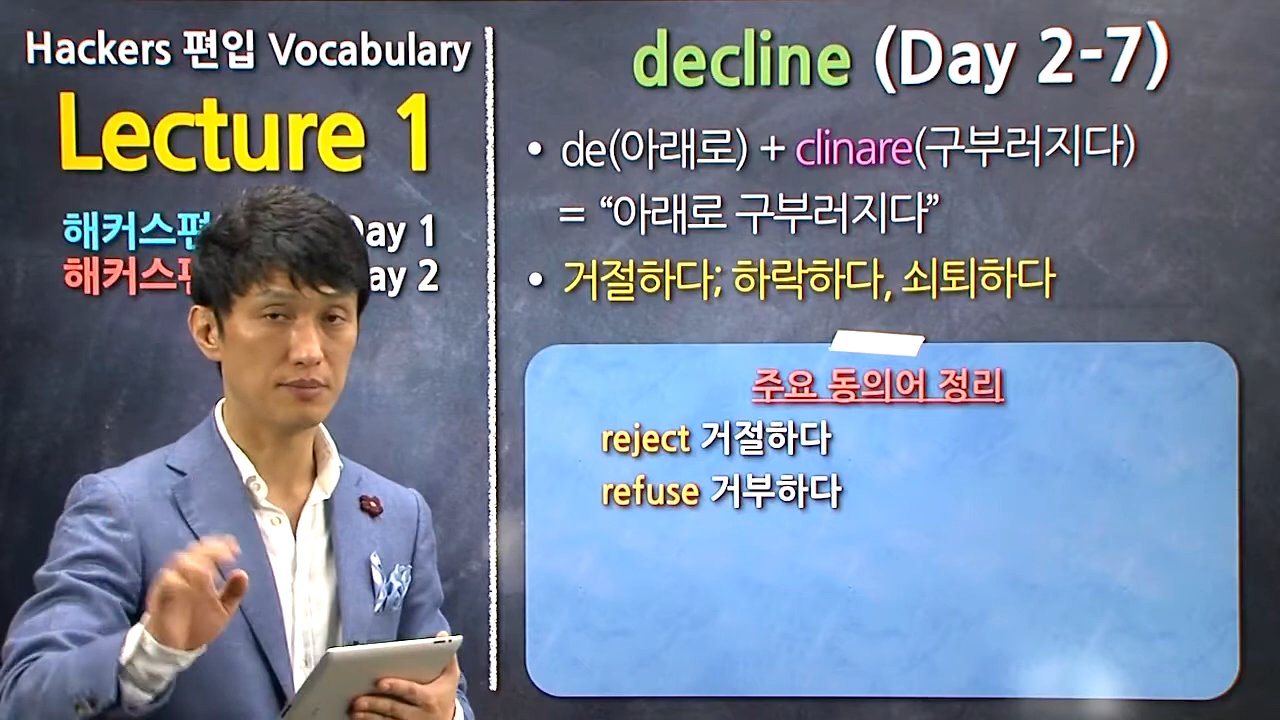 Hackers 편입 Vocabulary
Lecture 1
해커스편 Day 1
해커스편 Day 2
decline (Day 2-7)
• de(아래로) + clinare(구부러지다)
= “아래로 구부러지다”
• 거절하다; 하락하다, 쇠퇴하다
주요 동의어 정리
reject 거절하다
refuse 거부하다